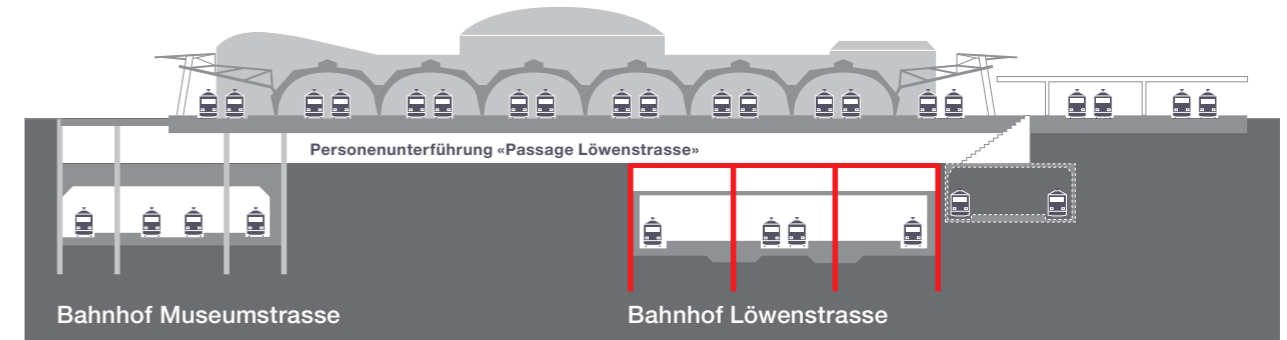 Personenunterführung «Passage Löwenstrasse»
Bahnhof Museumstrasse
Bahnhof Löwenstrasse